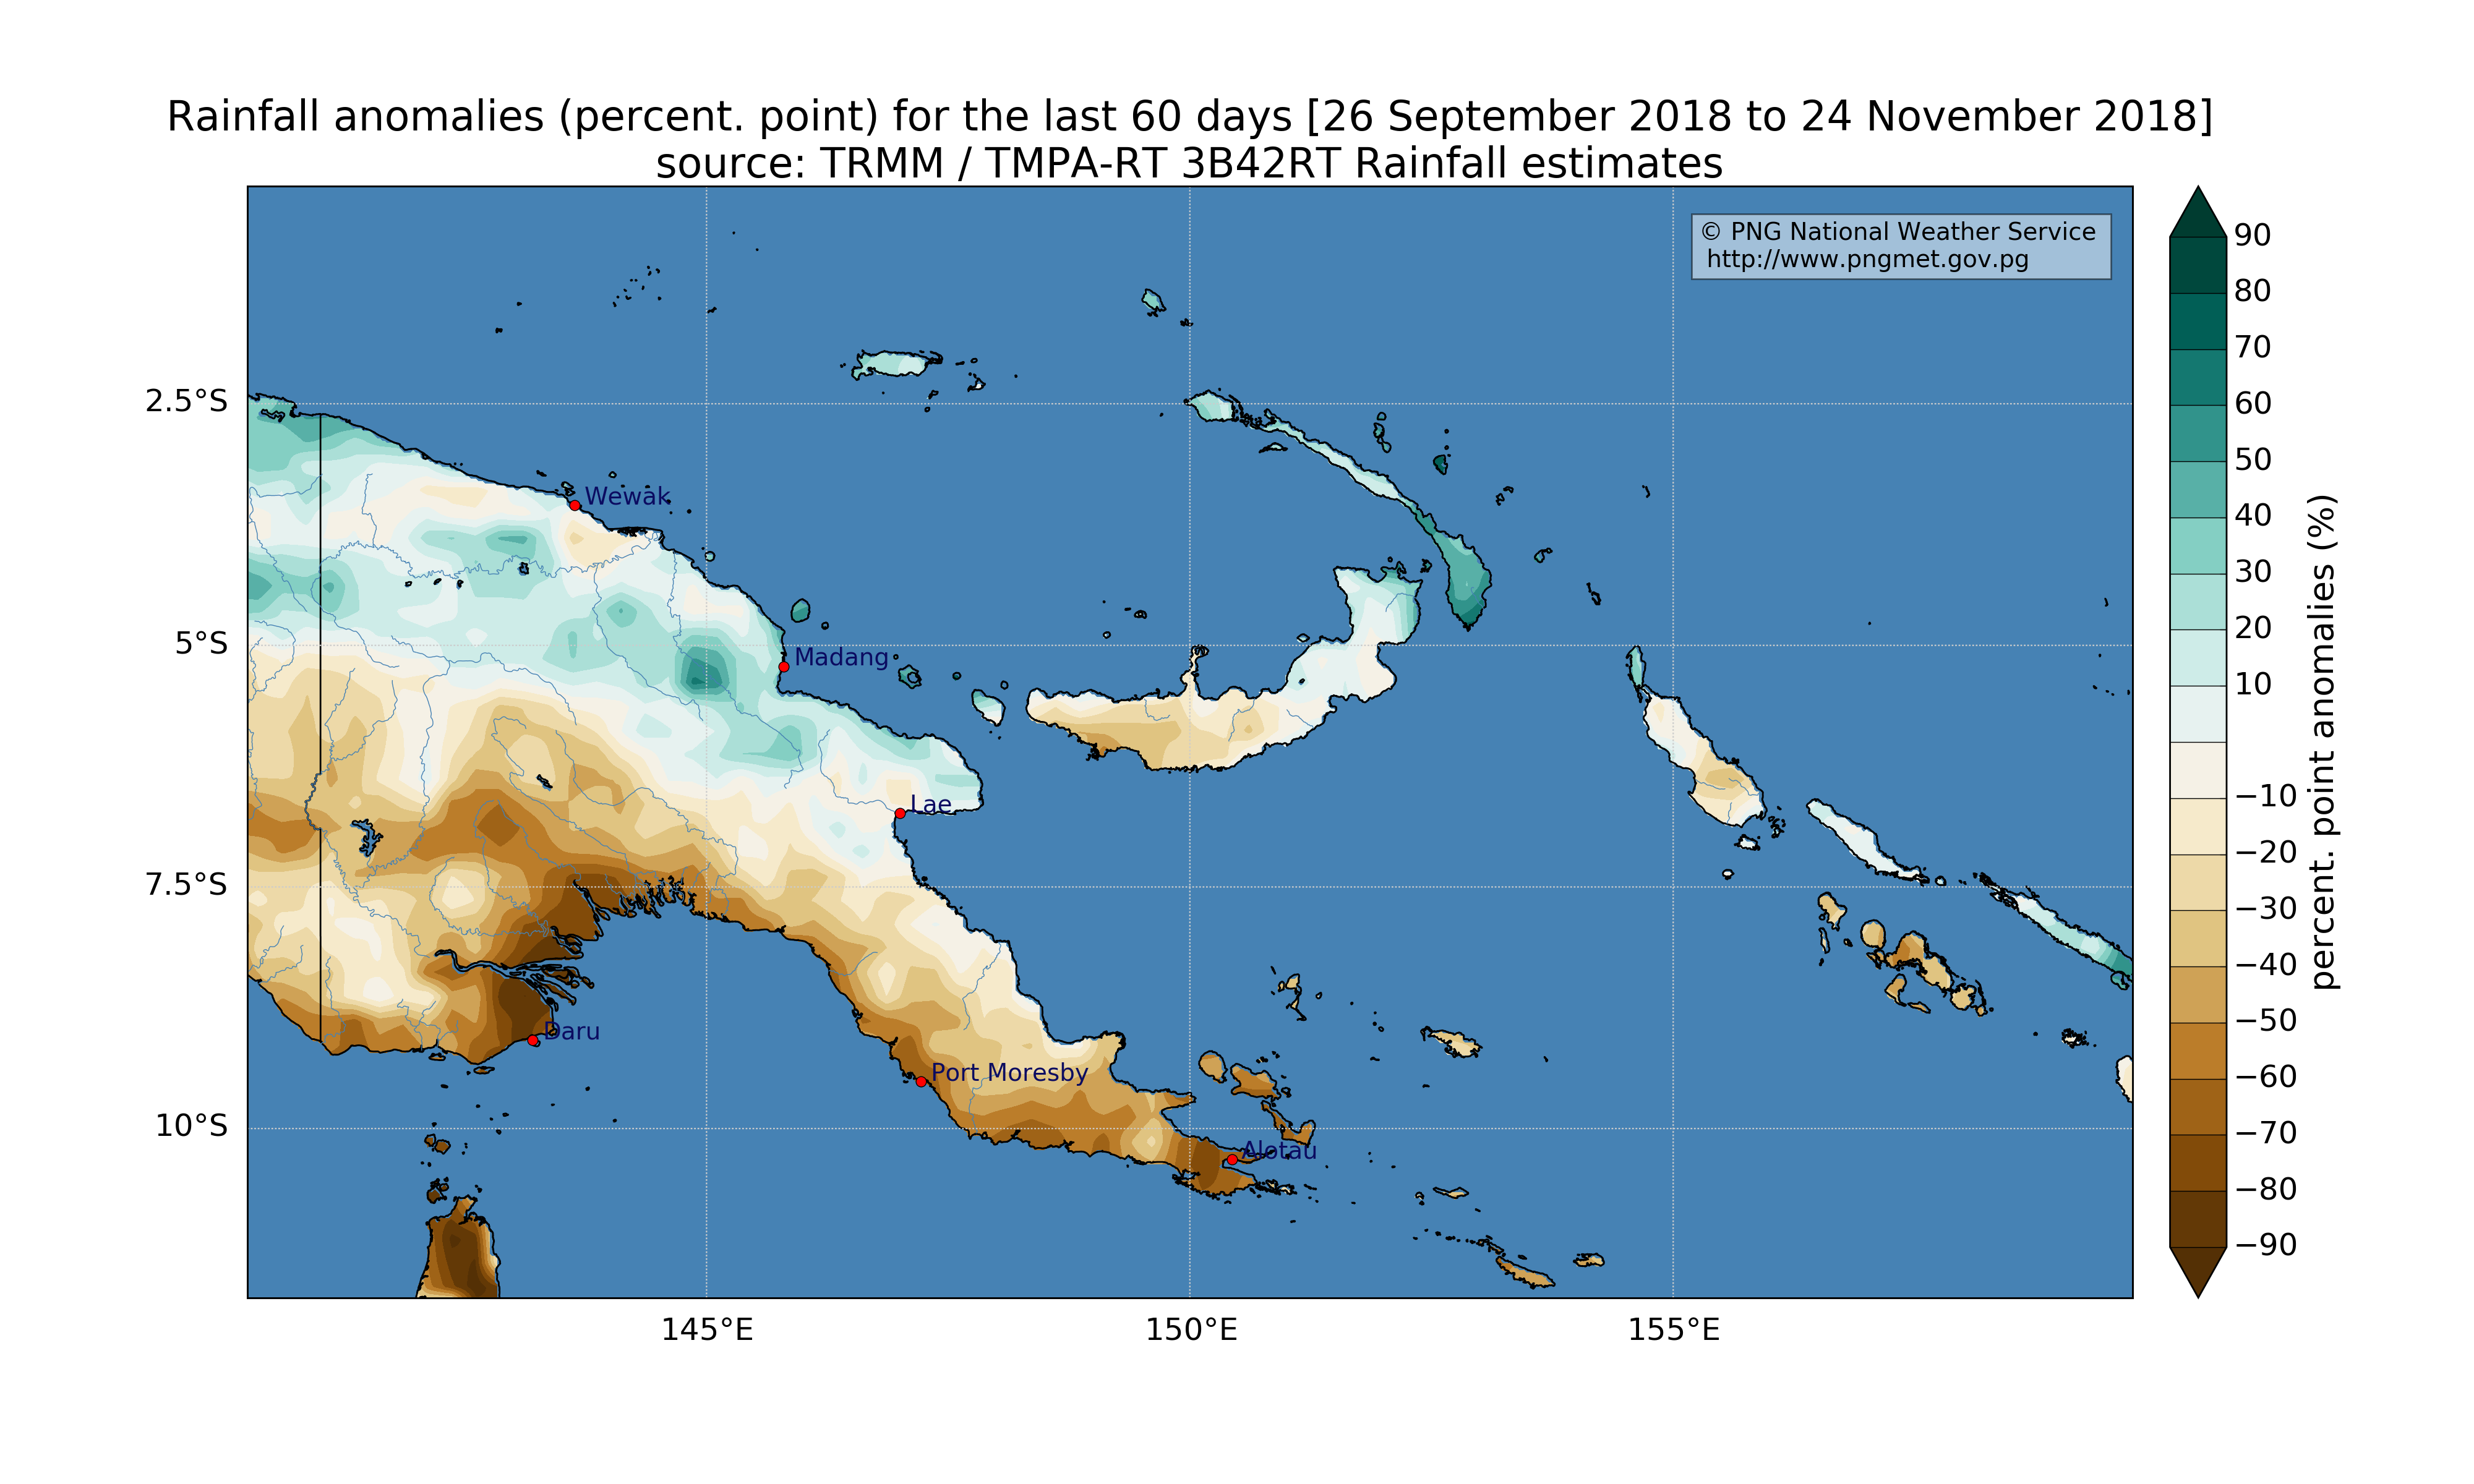 Rainfall anomalies (percent. point) for the last 60 days [26 September 2018 to 24 November 2018]
source: TRMM / TMPA-RT 3B42RT Rainfall estimates
© PNG National Weather Service
http://www.pngmet.gov.pg
2.5°S
5°S
7.5°S
10°S
Wewak
Madang
Lae
Daru
Port Moresby
Alotau
145°E
150°E
155°E
90
80
70
60
50
40
30
20
10
−10
−20
−30
−40
−50
−60
−70
−80
−90
percent. point anomalies (%)